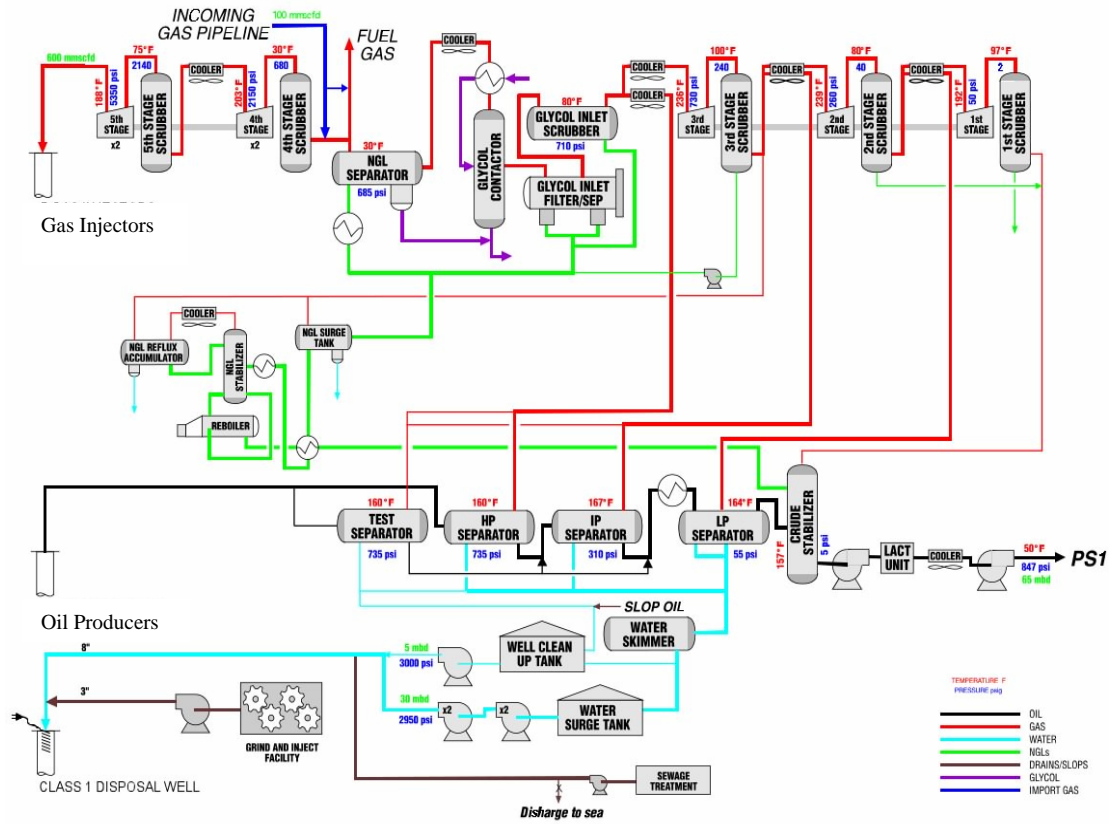 INCOMING
GAS PIPELINE
100 mmscfd
FUEL
GAS
600 mmscfd
75° F
2140
188° F
5350 psi
5th
STAGE
x2
5th STAGE
SCRUBBER
COOLER
30° F
680
203° F
2150 psi
4th
STAGE
x2
4th STAGE
SCRUBBER
COOLER
30° F
NGL
SEPARATOR
685 psi
GLYCOL
CONTACTOR
80° F
GLYCOL INLET
SCRUBBER
710 psi
GLYCOL INLET
FILTER/SEP
COOLER
COOLER
100° F
240
236° F
730 psi
3rd
STAGE
3rd STAGE
SCRUBBER
COOLER
80° F
40
239° F
260 psi
2nd
STAGE
2nd STAGE
SCRUBBER
COOLER
97° F
2
192° F
50 psi
1st
STAGE
1st STAGE
SCRUBBER
Gas Injectors
COOLER
NGL REFLUX
ACCUMULATOR
NGL
STABILIZER
NGL SURGE
TANK
REBOILER
160° F
TEST
SEPARATOR
735 psi
160° F
HP
SEPARATOR
735 psi
167° F
IP
SEPARATOR
310 psi
164° F
LP
SEPARATOR
55 psi
CRUDE
STABILIZER
157° F
5 psi
LACT
UNIT
COOLER
50° F
847 psi
65 mbd
PS1
Oil Producers
SLOP OIL
WATER
SKIMMER
WELL CLEAN
UP TANK
5 mbd
3000 psi
8"
3"
30 mbd
2950 psi
x2
x2
WATER
SURGE TANK
GRIND AND INJECT
FACILITY
CLASS 1 DISPOSAL WELL
SEWAGE
TREATMENT
X
Disharge to sea
TEMPERATURE F
PRESSURE psig
OIL
GAS
WATER
NGLs
DRAINS/SLOPS
GLYCOL
IMPORT GAS